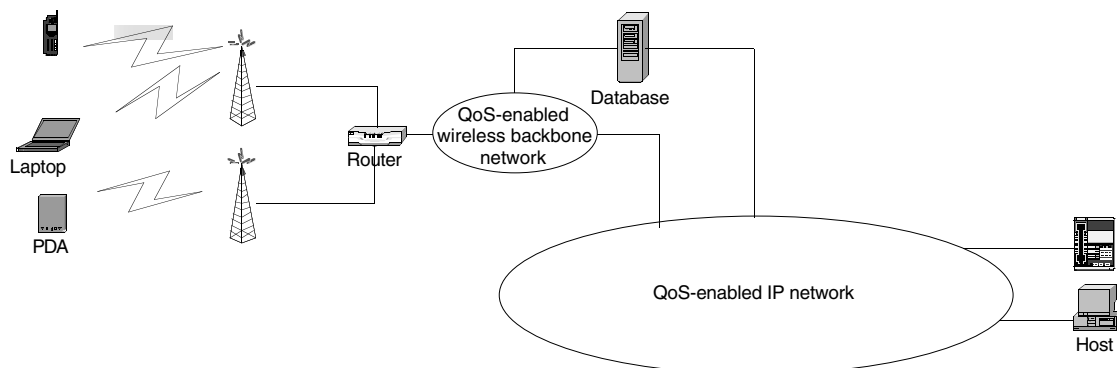 Database
QoS-enabled
wireless backbone
network
Router
Laptop
PDA
QoS-enabled IP network
Host